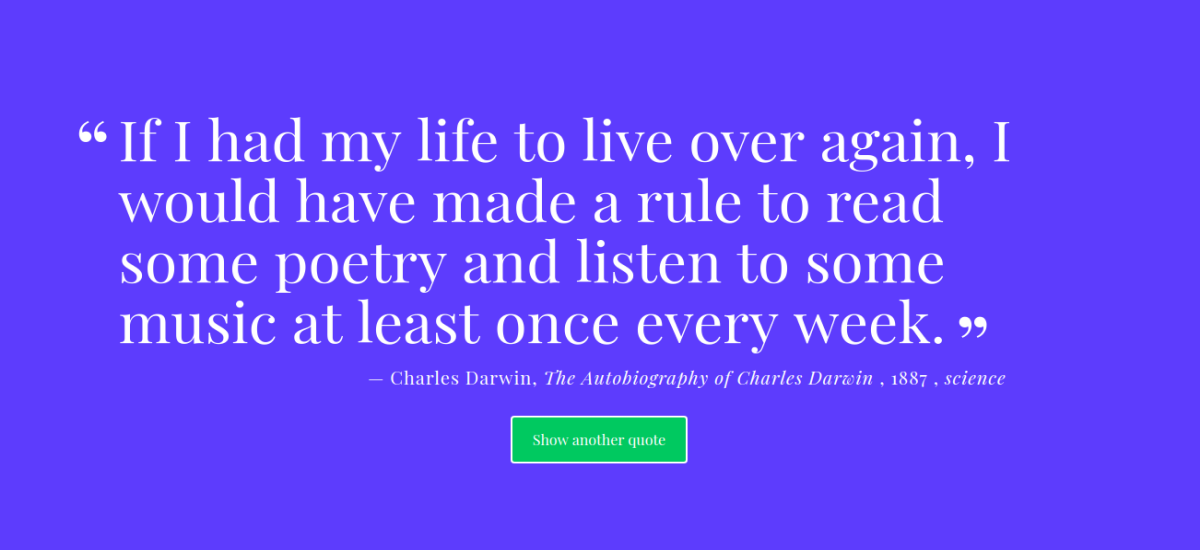 “ If I had my life to live over again, I
would have made a rule to read
some poetry and listen to some
music at least once every week. ”
— Charles Darwin, The Autobiography of Charles Darwin , 1887 , science
Show another quote